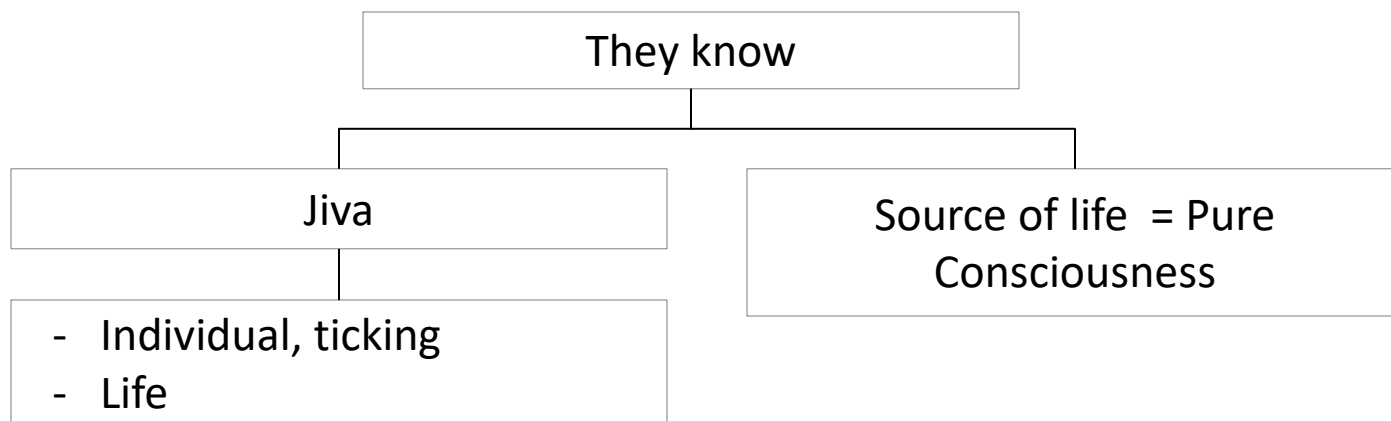 They know
Jiva
Source of life = Pure
Consciousness
- Individual, ticking
- Life